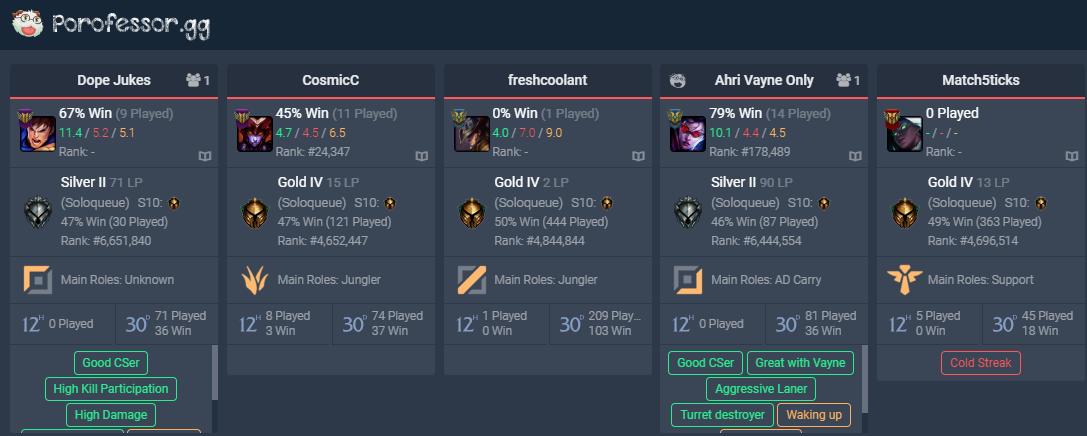 Porofessor.gg
Dope Jukes 1
67% Win (9 Played)
11.4 / 5.2 / 5.1
Rank: -
Silver II 71 LP
(Soloqueue) S10:
47% Win (30 Played)
Rank: #6,651,840
Main Roles: Unknown
12H 0 Played
30D 71 Played
36 Win
Good CSer
High Kill Participation
High Damage
CosmicC
45% Win (11 Played)
4.7 / 4.5 / 6.5
Rank: #24,347
Gold IV 15 LP
(Soloqueue) S10:
47% Win (121 Played)
Rank: #4,652,447
Main Roles: Jungler
12H 8 Played
3 Win
30D 74 Played
37 Win
freshcoolant
0% Win (1 Played)
4.0 / 7.0 / 9.0
Rank: -
Gold IV 2 LP
(Soloqueue) S10:
50% Win (444 Played)
Rank: #4,844,844
Main Roles: Jungler
12H 1 Played
0 Win
30D 209 Play...
103 Win
Ahri Vayne Only 1
79% Win (14 Played)
10.1 / 4.4 / 4.5
Rank: #178,489
Silver II 90 LP
(Soloqueue) S10:
46% Win (87 Played)
Rank: #6,444,554
Main Roles: AD Carry
12H 0 Played
30D 81 Played
36 Win
Good CSer Great with Vayne
Aggressive Laner
Turret destroyer Waking up
Match5ticks
0 Played
- / - / -
Rank: -
Gold IV 13 LP
(Soloqueue) S10:
49% Win (363 Played)
Rank: #4,696,514
Main Roles: Support
12H 5 Played
0 Win
30D 45 Played
18 Win
Cold Streak